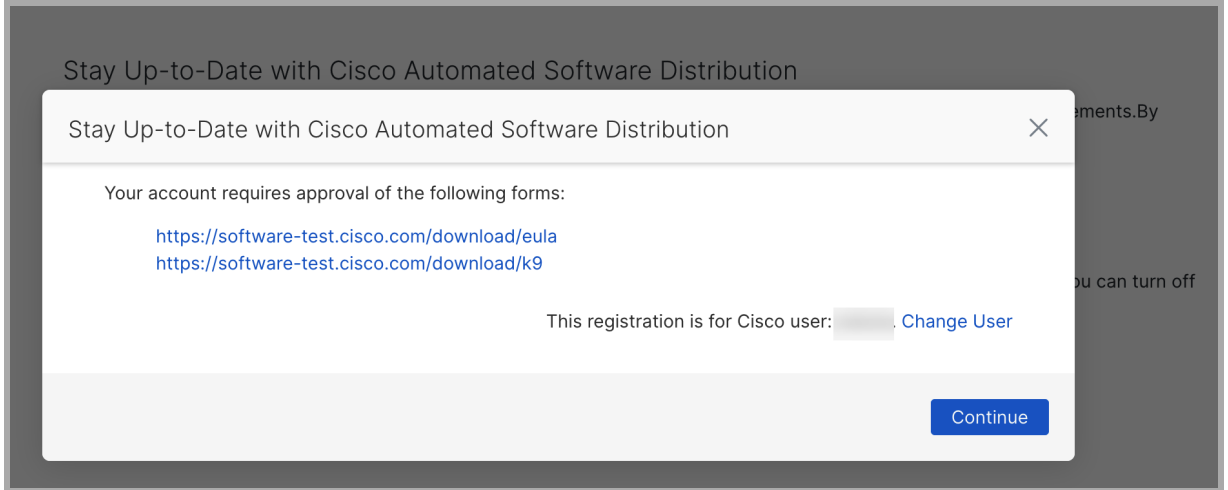 Stay Up-to-Date with Cisco Automated Software Distribution
ements.By
Stay Up-to-Date with Cisco Automated Software Distribution
Your account requires approval of the following forms:
https://software-test.cisco.com/download/eula
https://software-test.cisco.com/download/k9
ou can turn off
This registration is for Cisco user: . Change User
Continue